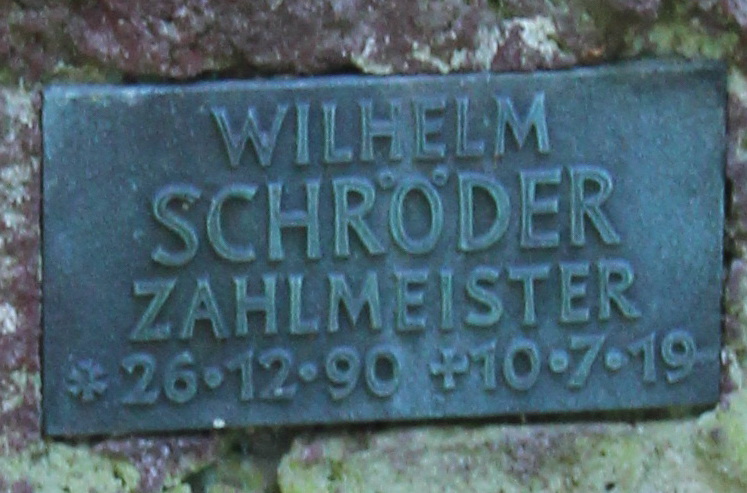 WILHELM
SCHRÖDER
ZAHLMEISTER
* 26·12·90 ✠ 10·7·19